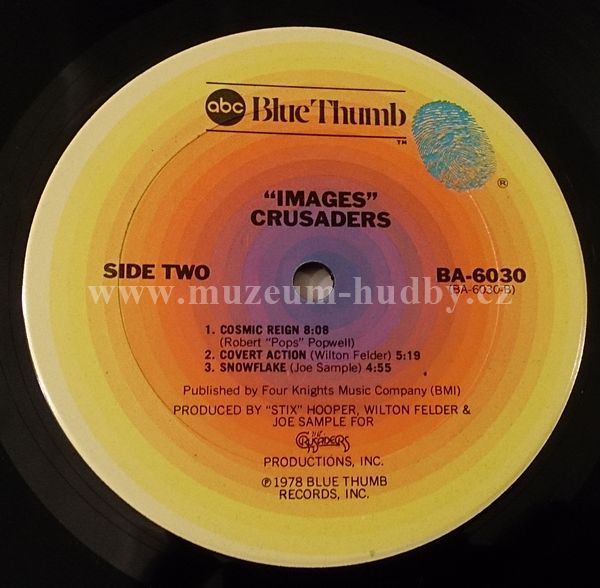 abc Blue Thumb
TM
®
"IMAGES"
CRUSADERS
SIDE TWO
BA-6030
(BA-6030-B)
www.muzeum-hudby.cz
1. COSMIC REIGN 8:08
(Robert "Pops" Popwell)
2. COVERT ACTION (Wilton Felder) 5:19
3. SNOWFLAKE (Joe Sample) 4:55
Published by Four Knights Music Company (BMI)
PRODUCED BY "STIX" HOOPER, WILTON FELDER &
JOE SAMPLE FOR
THE
CRUSADERS
PRODUCTIONS, INC.
℗ 1978 BLUE THUMB
RECORDS, INC.